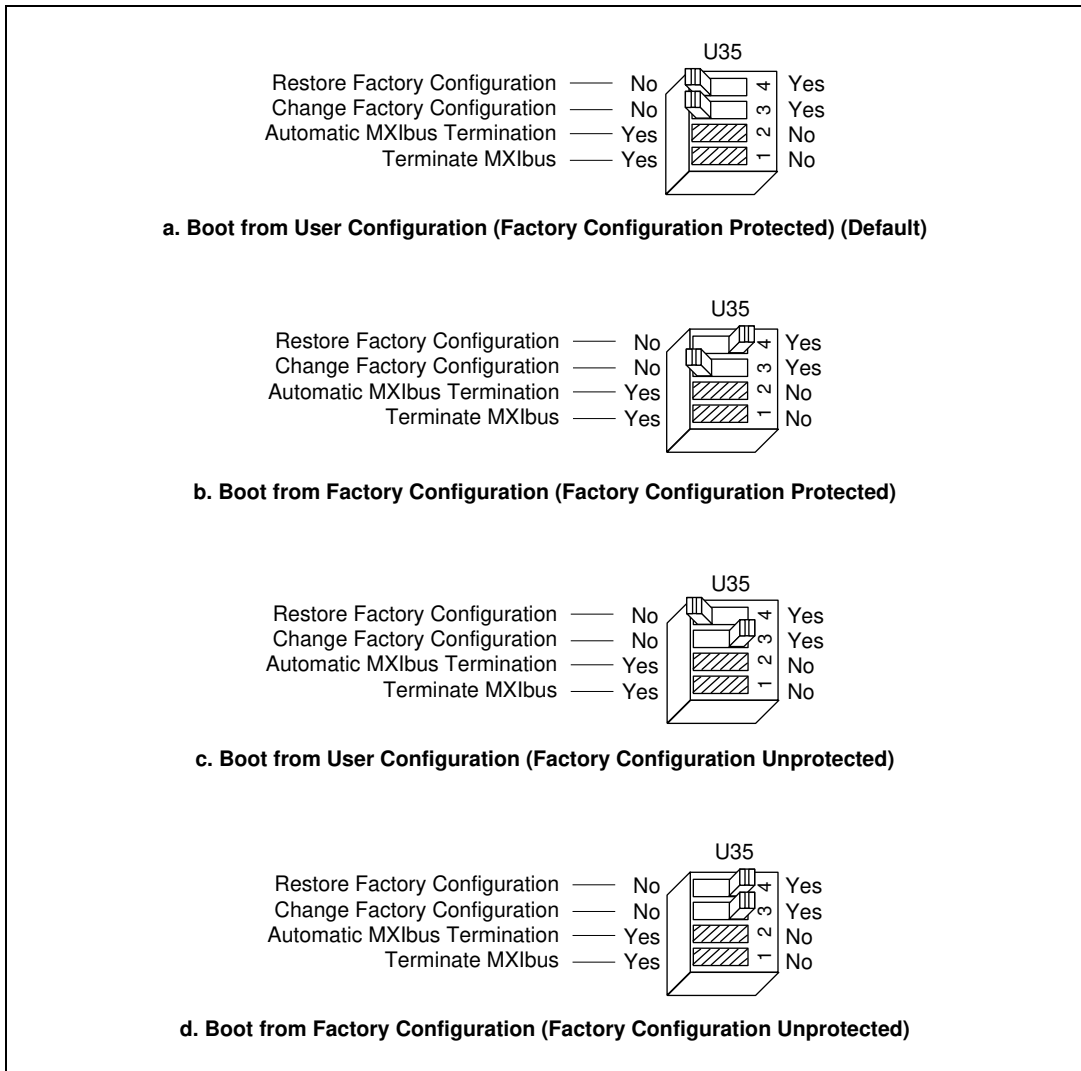 U35
Restore Factory Configuration No 4 Yes
Change Factory Configuration No 3 Yes
Automatic MXIbus Termination Yes 2 No
Terminate MXIbus Yes 1 No
a. Boot from User Configuration (Factory Configuration Protected) (Default)
U35
Restore Factory Configuration No 4 Yes
Change Factory Configuration No 3 Yes
Automatic MXIbus Termination Yes 2 No
Terminate MXIbus Yes 1 No
b. Boot from Factory Configuration (Factory Configuration Protected)
U35
Restore Factory Configuration No 4 Yes
Change Factory Configuration No 3 Yes
Automatic MXIbus Termination Yes 2 No
Terminate MXIbus Yes 1 No
c. Boot from User Configuration (Factory Configuration Unprotected)
U35
Restore Factory Configuration No 4 Yes
Change Factory Configuration No 3 Yes
Automatic MXIbus Termination Yes 2 No
Terminate MXIbus Yes 1 No
d. Boot from Factory Configuration (Factory Configuration Unprotected)